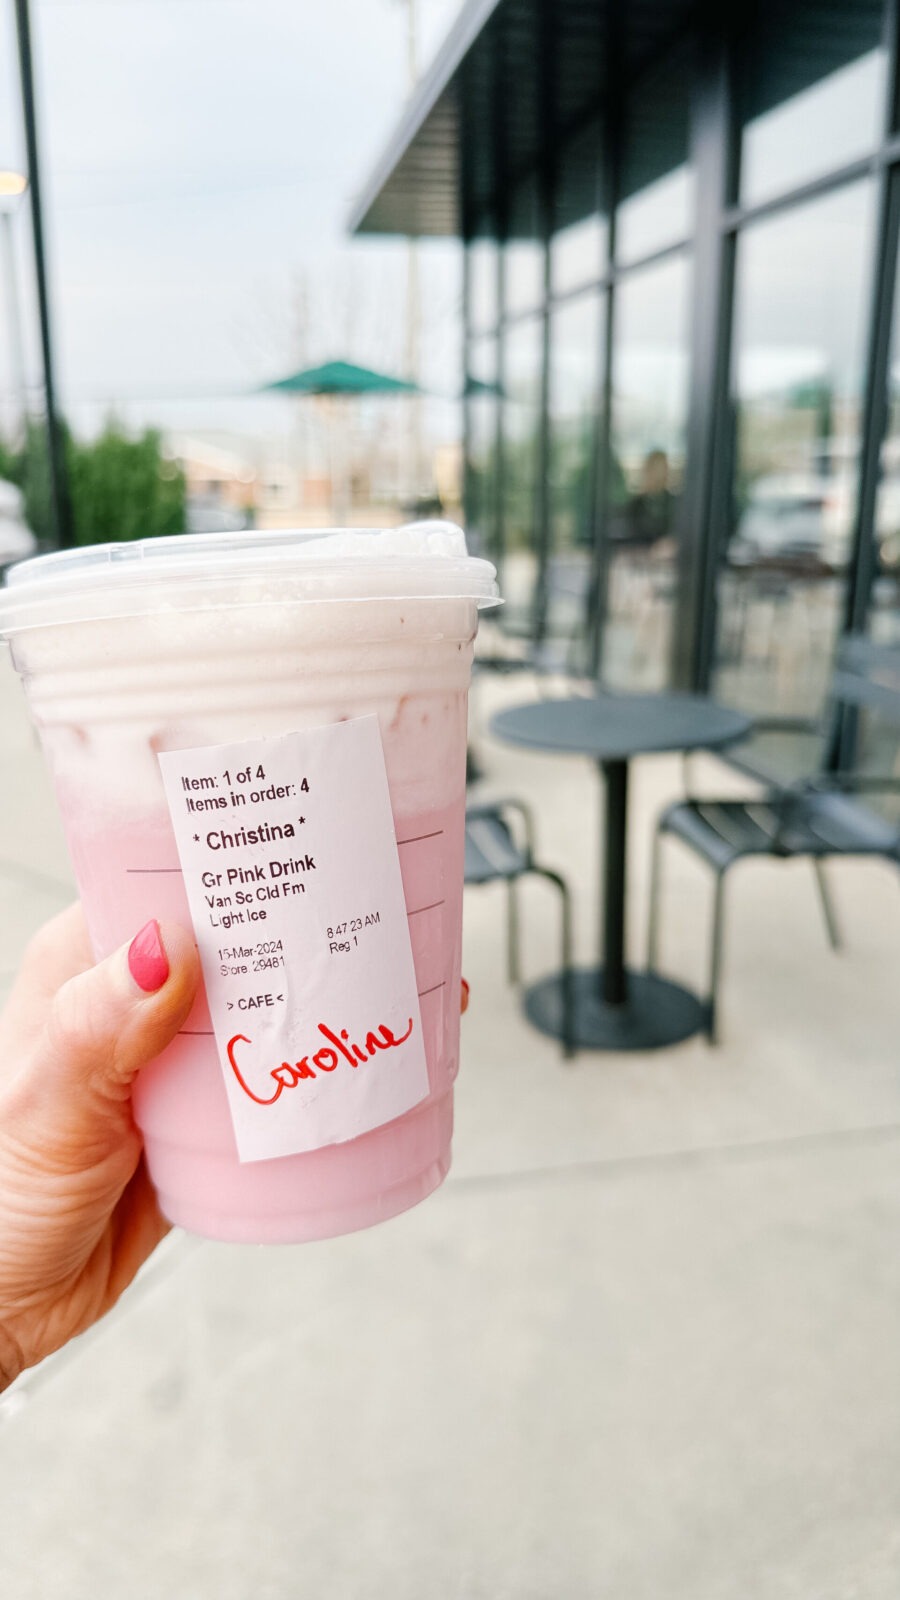 Item: 1 of 4
Items in order: 4
* Christina *
Gr Pink Drink
Van Sc Cld Fm
Light Ice
15-Mar-2024 8:47:23 AM
Store: 29481 Reg 1
> CAFE <
Caroline